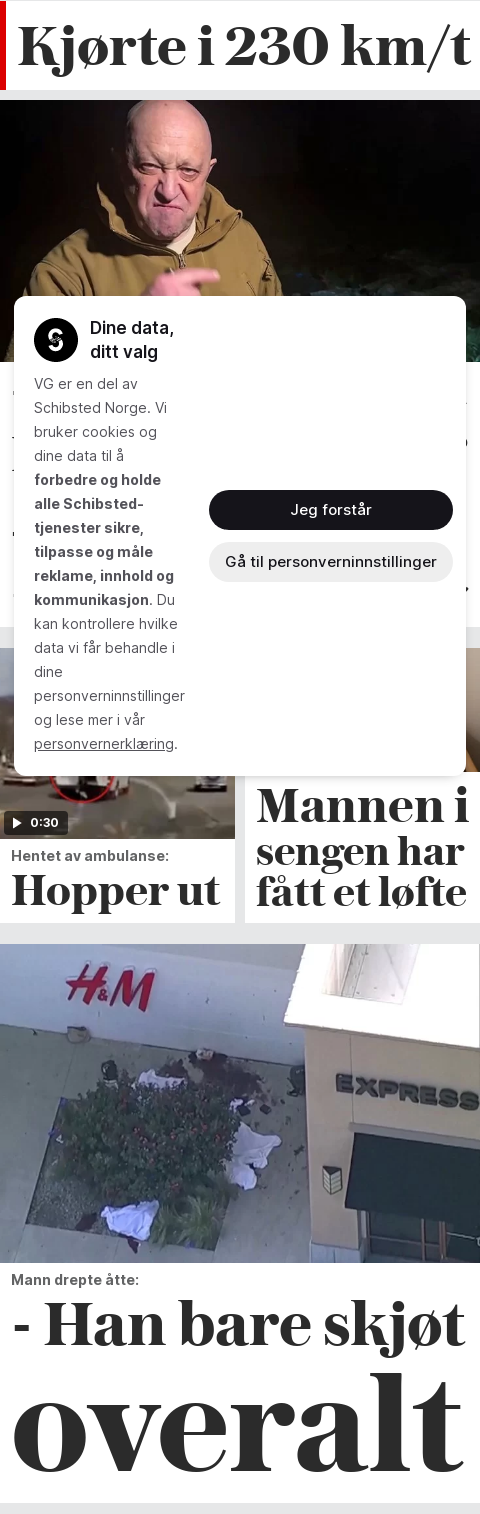 Kjørte i 230 km/t
Dine data,
ditt valg
VG er en del av
Schibsted Norge. Vi
bruker cookies og
dine data til å
forbedre og holde
alle Schibsted-
tjenester sikre,
tilpasse og måle
reklame, innhold og
kommunikasjon. Du
kan kontrollere hvilke
data vi får behandle i
dine
personverninnstillinger
og lese mer i vår
personvernerklæring.
Jeg forstår
Gå til personverninnstillinger
0:30
Hentet av ambulanse:
Hopper ut
Mannen i
sengen har
fått et løfte
H&M
EXPRESS
Mann drepte åtte:
- Han bare skjøt
overalt